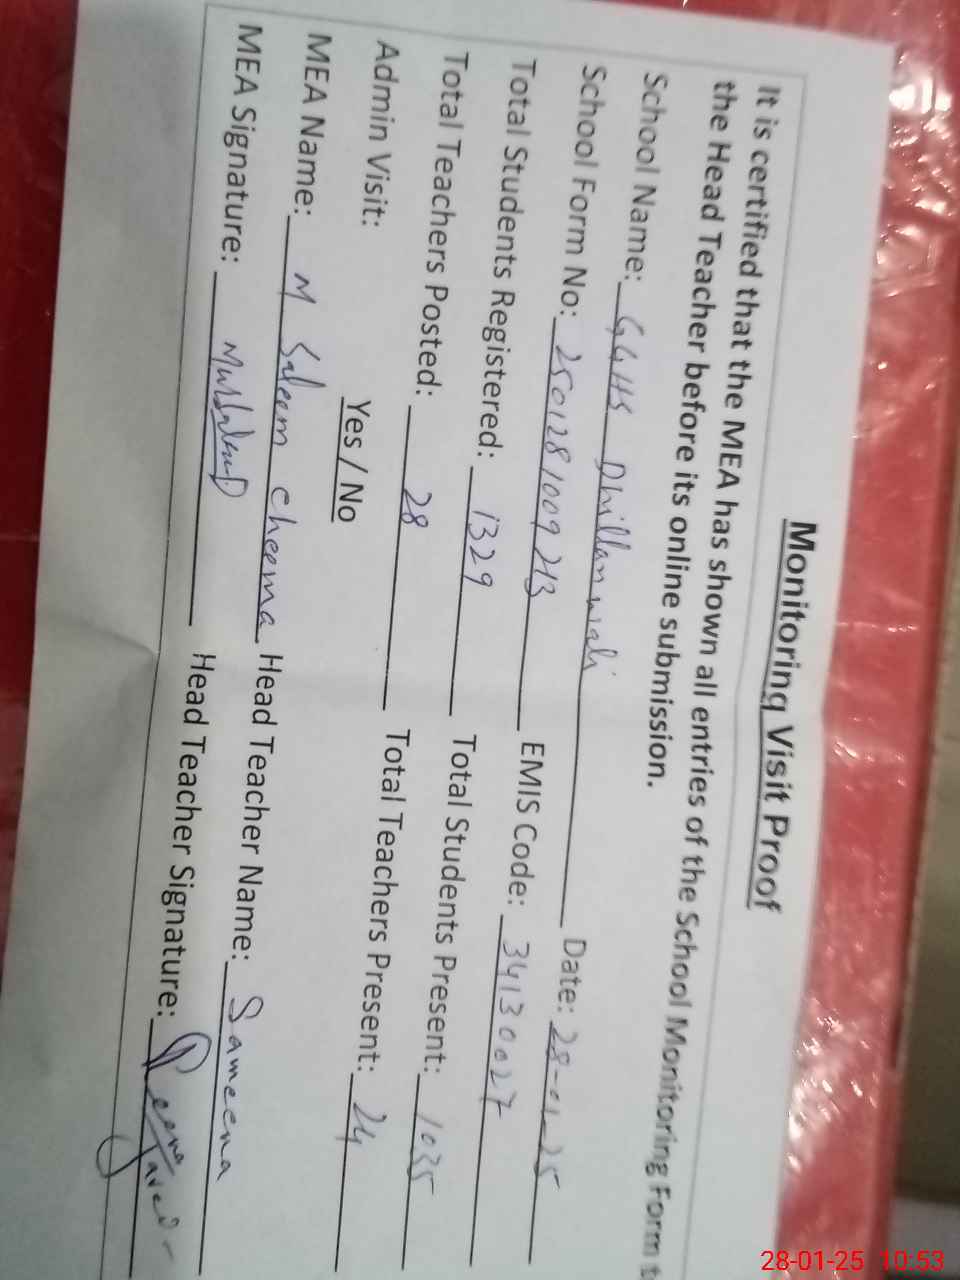 Monitoring Visit Proof
It is certified that the MEA has shown all entries of the School Monitoring Form t
the Head Teacher before its online submission.
School Name: GGHS Dhillanwali
School Form No: 2501281009213 Date: 28-01-25
Total Students Registered: 1329 EMIS Code: 34130027
Total Teachers Posted: 28 Total Students Present: 1035
Admin Visit: Yes / No Total Teachers Present: 24
MEA Name: M Saleem cheema Head Teacher Name: Sameena
MEA Signature: Head Teacher Signature:
28-01-25 10:53